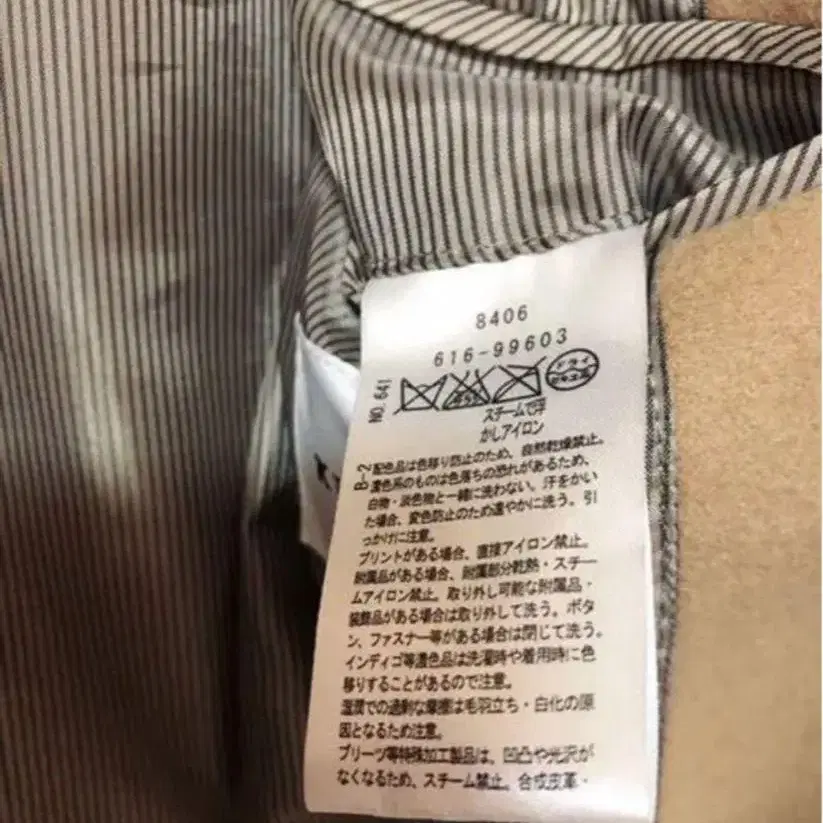 8406
616-99603
NO. 641
ドライ
スチームで浮
かしアイロン
B-2
配色品は色移り防止のため、自然乾燥禁止。
濃色系のものは色落ちの恐れがあるため、
白物・淡色物と一緒に洗わない。汗をかい
た場合、変色防止のため速やかに洗う。引
っかけに注意。
プリントがある場合、直接アイロン禁止。
附属品がある場合、附属部分乾熱・スチー
ムアイロン禁止。取り外し可能な附属品・
装飾品がある場合は取り外して洗う。ボタ
ン、ファスナー等がある場合は閉じて洗う。
インディゴ等濃色品は洗濯時や着用時に色
移りすることがあるので注意。
湿潤での過剰な摩擦は毛羽立ち・白化の原
因となるため注意。
プリーツ等特殊加工製品は、凹凸や光沢が
なくなるため、スチーム禁止。合成皮革・